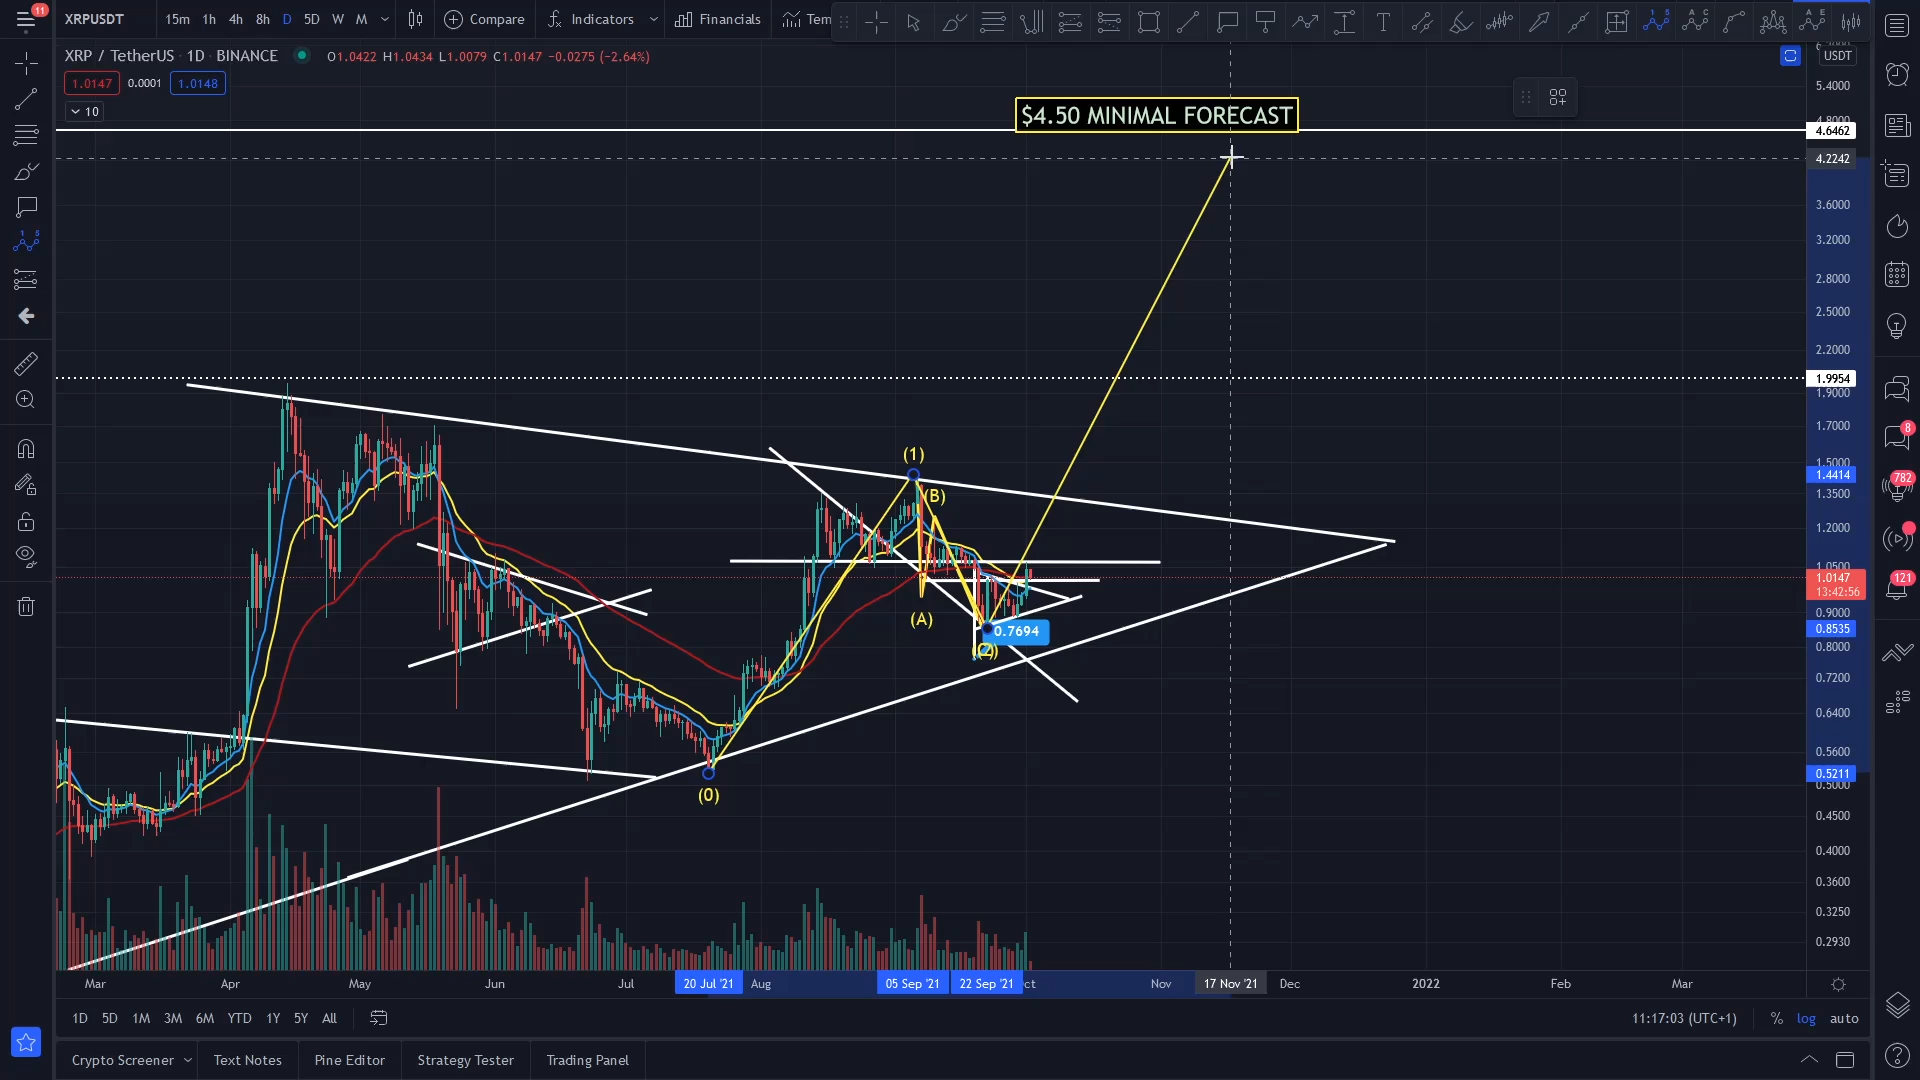 11
XRPUSDT
15m 1h 4h 8h D 5D W M
Compare
Indicators
Financials
Tem
XRP / TetherUS · 1D · BINANCE
O1.0422 H1.0434 L1.0079 C1.0147 −0.0275 (−2.64%)
1.0147 0.0001 1.0148
10
USDT
$4.50 MINIMAL FORECAST
5.4000
4.8000
4.6462
4.2242
3.6000
3.2000
2.8000
2.5000
2.2000
1.9954
1.9000
1.7000
1.5000
1.4414
1.3500
1.2000
1.0500
1.0147
13:42:56
0.9000
0.8535
0.8000
0.7200
0.6400
0.5600
0.5211
0.5000
0.4500
0.4000
0.3600
0.3250
0.2930
(1)
(B)
(A)
0.7694
(0)
8
782
121
Mar Apr May Jun Jul 20 Jul '21 Aug 05 Sep '21 22 Sep '21 ct Nov 17 Nov '21 Dec 2022 Feb Mar
1D 5D 1M 3M 6M YTD 1Y 5Y All
11:17:03 (UTC+1) % log auto
Crypto Screener Text Notes Pine Editor Strategy Tester Trading Panel